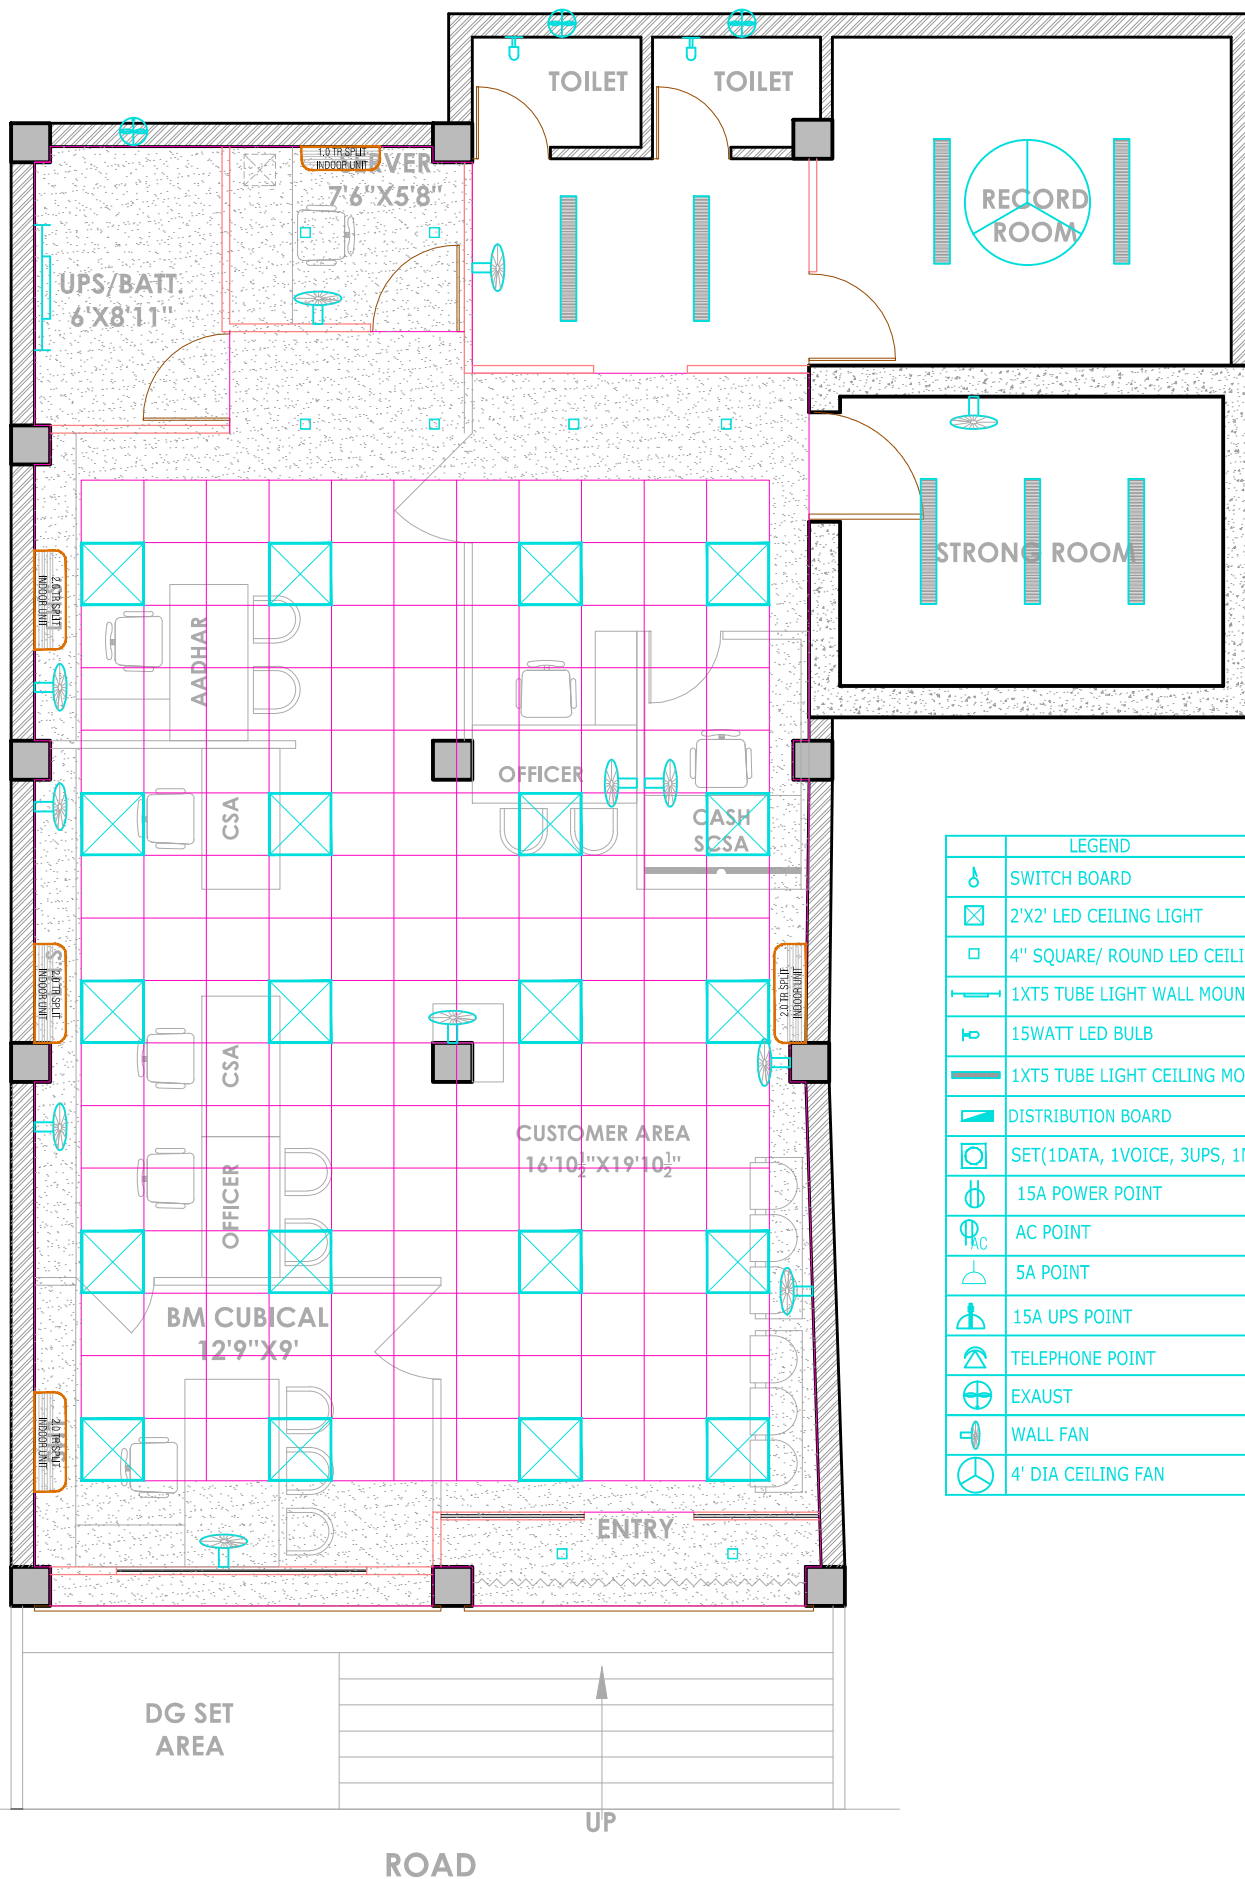 TOILET
TOILET
1.0 TR SPLIT
INDOOR UNIT
7'6"X5'8"
RECORD
ROOM
UPS/BATT.
6'X8'11"
STRONG ROOM
2.0 TR SPLIT
INDOOR UNIT
AADHAR
OFFICER
CSA
CASH
SCSA
2.0 TR SPLIT
INDOOR UNIT
2.0 TR SPLIT
INDOOR UNIT
CSA
CUSTOMER AREA
16'10½"X19'10½"
OFFICER
BM CUBICAL
12'9"X9'
2.0 TR SPLIT
INDOOR UNIT
ENTRY
DG SET
AREA
UP
ROAD
LEGEND
SWITCH BOARD
2'X2' LED CEILING LIGHT
4'' SQUARE/ ROUND LED CEILI
1XT5 TUBE LIGHT WALL MOUN
15WATT LED BULB
1XT5 TUBE LIGHT CEILING MO
DISTRIBUTION BOARD
SET(1DATA, 1VOICE, 3UPS, 1
15A POWER POINT
AC AC POINT
5A POINT
15A UPS POINT
TELEPHONE POINT
EXAUST
WALL FAN
4' DIA CEILING FAN